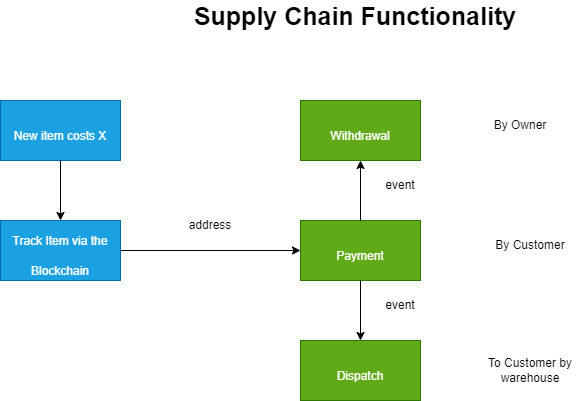 Supply Chain Functionality
New item costs X
Withdrawal
By Owner
event
Track Item via the
Blockchain
address
Payment
By Customer
event
Dispatch
To Customer by
warehouse